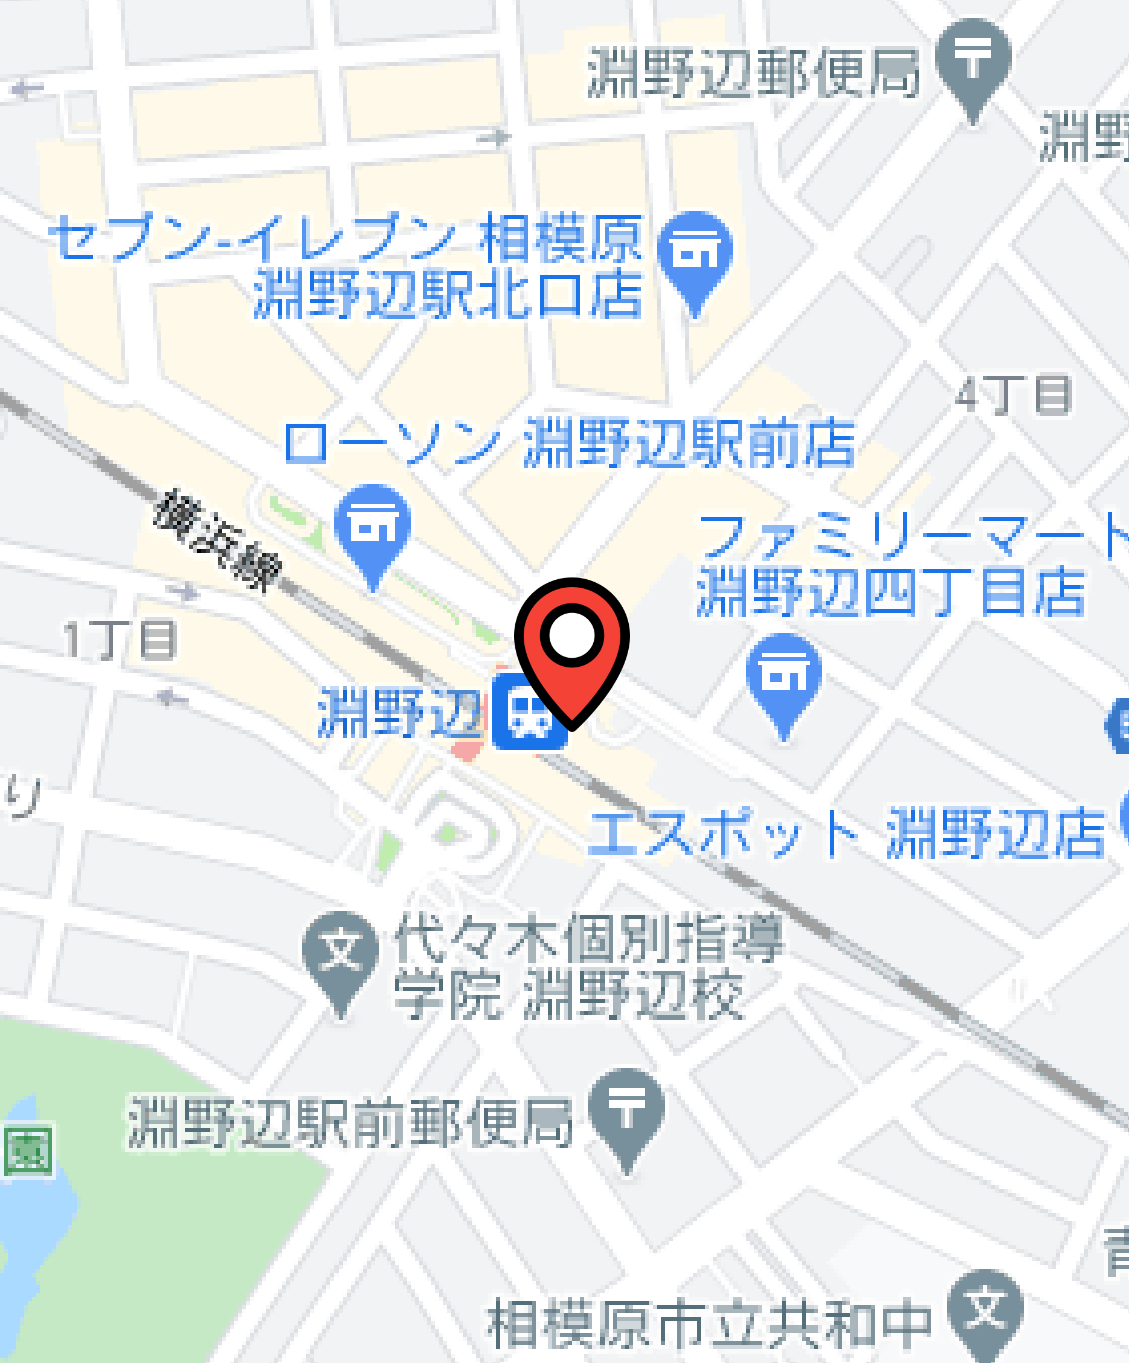 淵野辺郵便局
淵野
セブン-イレブン 相模原
淵野辺駅北口店
4丁目
ローソン 淵野辺駅前店
横浜線
ファミリーマート
淵野辺四丁目店
1丁目
淵野辺
り
エスポット 淵野辺店
代々木個別指導
学院 淵野辺校
淵野辺駅前郵便局
園
青
相模原市立共和中